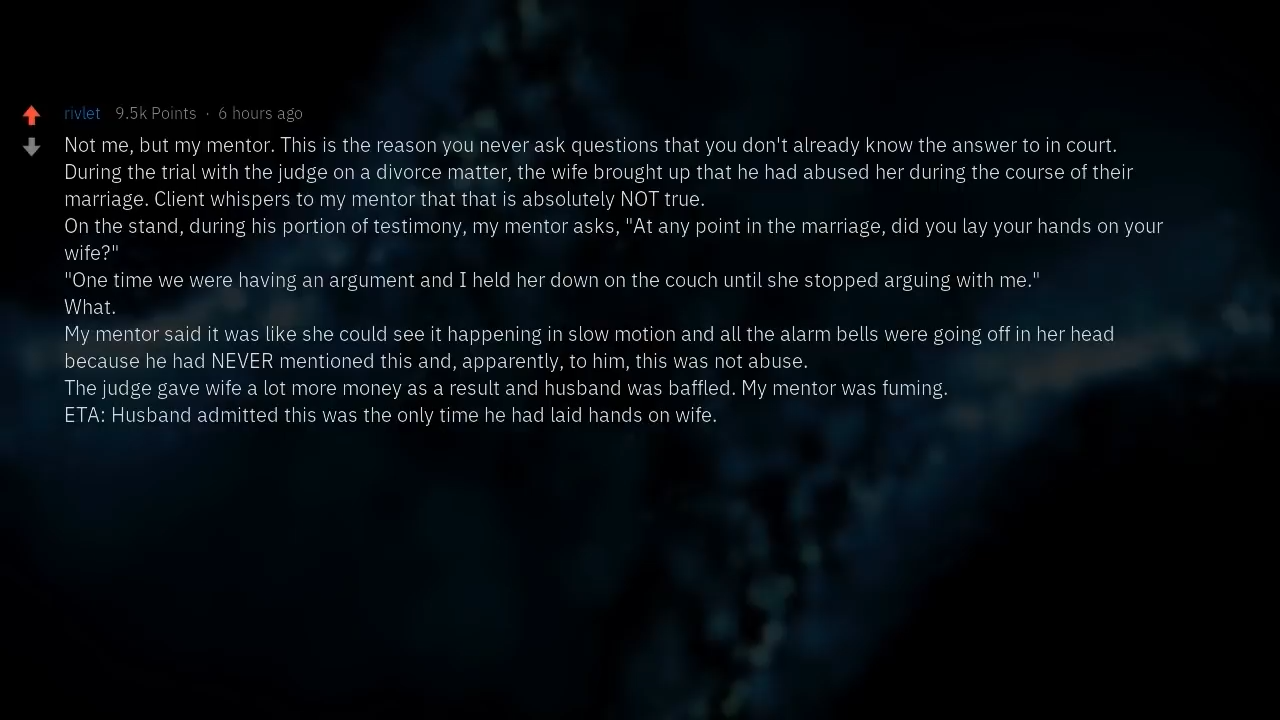 rivlet 9.5k Points · 6 hours ago
Not me, but my mentor. This is the reason you never ask questions that you don't already know the answer to in court.
During the trial with the judge on a divorce matter, the wife brought up that he had abused her during the course of their
marriage. Client whispers to my mentor that that is absolutely NOT true.
On the stand, during his portion of testimony, my mentor asks, "At any point in the marriage, did you lay your hands on your
wife?"
"One time we were having an argument and I held her down on the couch until she stopped arguing with me."
What.
My mentor said it was like she could see it happening in slow motion and all the alarm bells were going off in her head
because he had NEVER mentioned this and, apparently, to him, this was not abuse.
The judge gave wife a lot more money as a result and husband was baffled. My mentor was fuming.
ETA: Husband admitted this was the only time he had laid hands on wife.